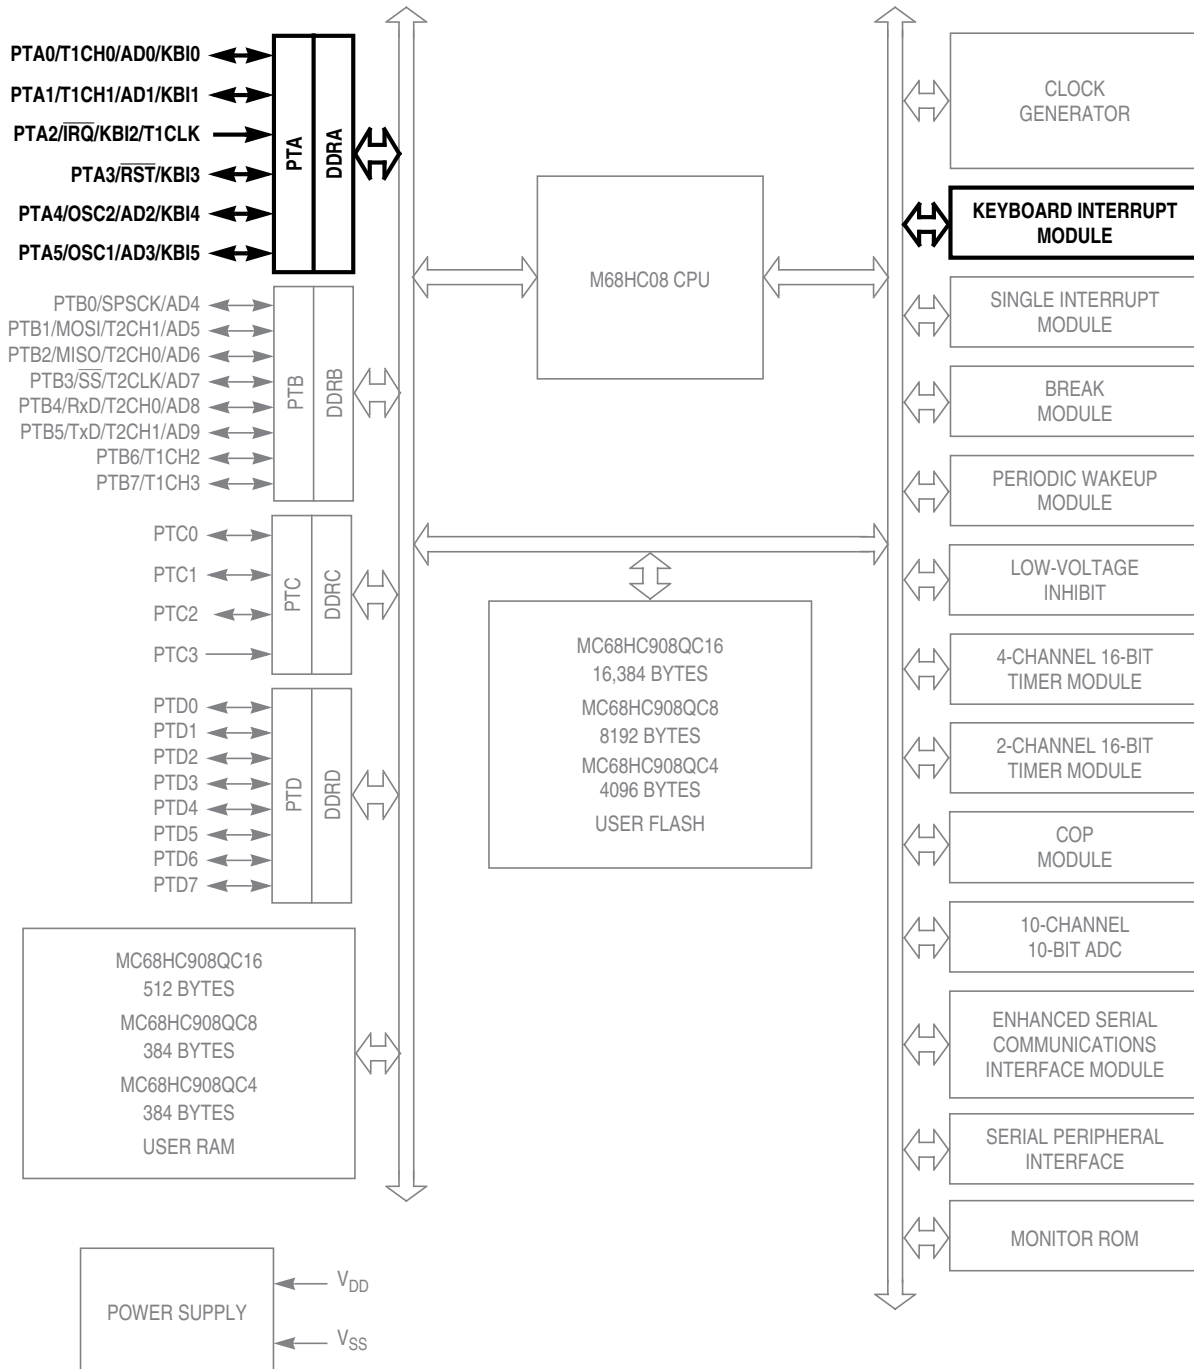 PTA0/T1CH0/AD0/KBI0
PTA1/T1CH1/AD1/KBI1
PTA2/IRQ/KBI2/T1CLK
PTA3/RST/KBI3
PTA4/OSC2/AD2/KBI4
PTA5/OSC1/AD3/KBI5
PTA
DDRA
PTB0/SPSCK/AD4
PTB1/MOSI/T2CH1/AD5
PTB2/MISO/T2CH0/AD6
PTB3/SS/T2CLK/AD7
PTB4/RxD/T2CH0/AD8
PTB5/TxD/T2CH1/AD9
PTB6/T1CH2
PTB7/T1CH3
PTB
DDRB
PTC0
PTC1
PTC2
PTC3
PTC
DDRC
PTD0
PTD1
PTD2
PTD3
PTD4
PTD5
PTD6
PTD7
PTD
DDRD
MC68HC908QC16
512 BYTES
MC68HC908QC8
384 BYTES
MC68HC908QC4
384 BYTES
USER RAM
POWER SUPPLY
VDD
VSS
M68HC08 CPU
MC68HC908QC16
16,384 BYTES
MC68HC908QC8
8192 BYTES
MC68HC908QC4
4096 BYTES
USER FLASH
CLOCK
GENERATOR
KEYBOARD INTERRUPT
MODULE
SINGLE INTERRUPT
MODULE
BREAK
MODULE
PERIODIC WAKEUP
MODULE
LOW-VOLTAGE
INHIBIT
4-CHANNEL 16-BIT
TIMER MODULE
2-CHANNEL 16-BIT
TIMER MODULE
COP
MODULE
10-CHANNEL
10-BIT ADC
ENHANCED SERIAL
COMMUNICATIONS
INTERFACE MODULE
SERIAL PERIPHERAL
INTERFACE
MONITOR ROM